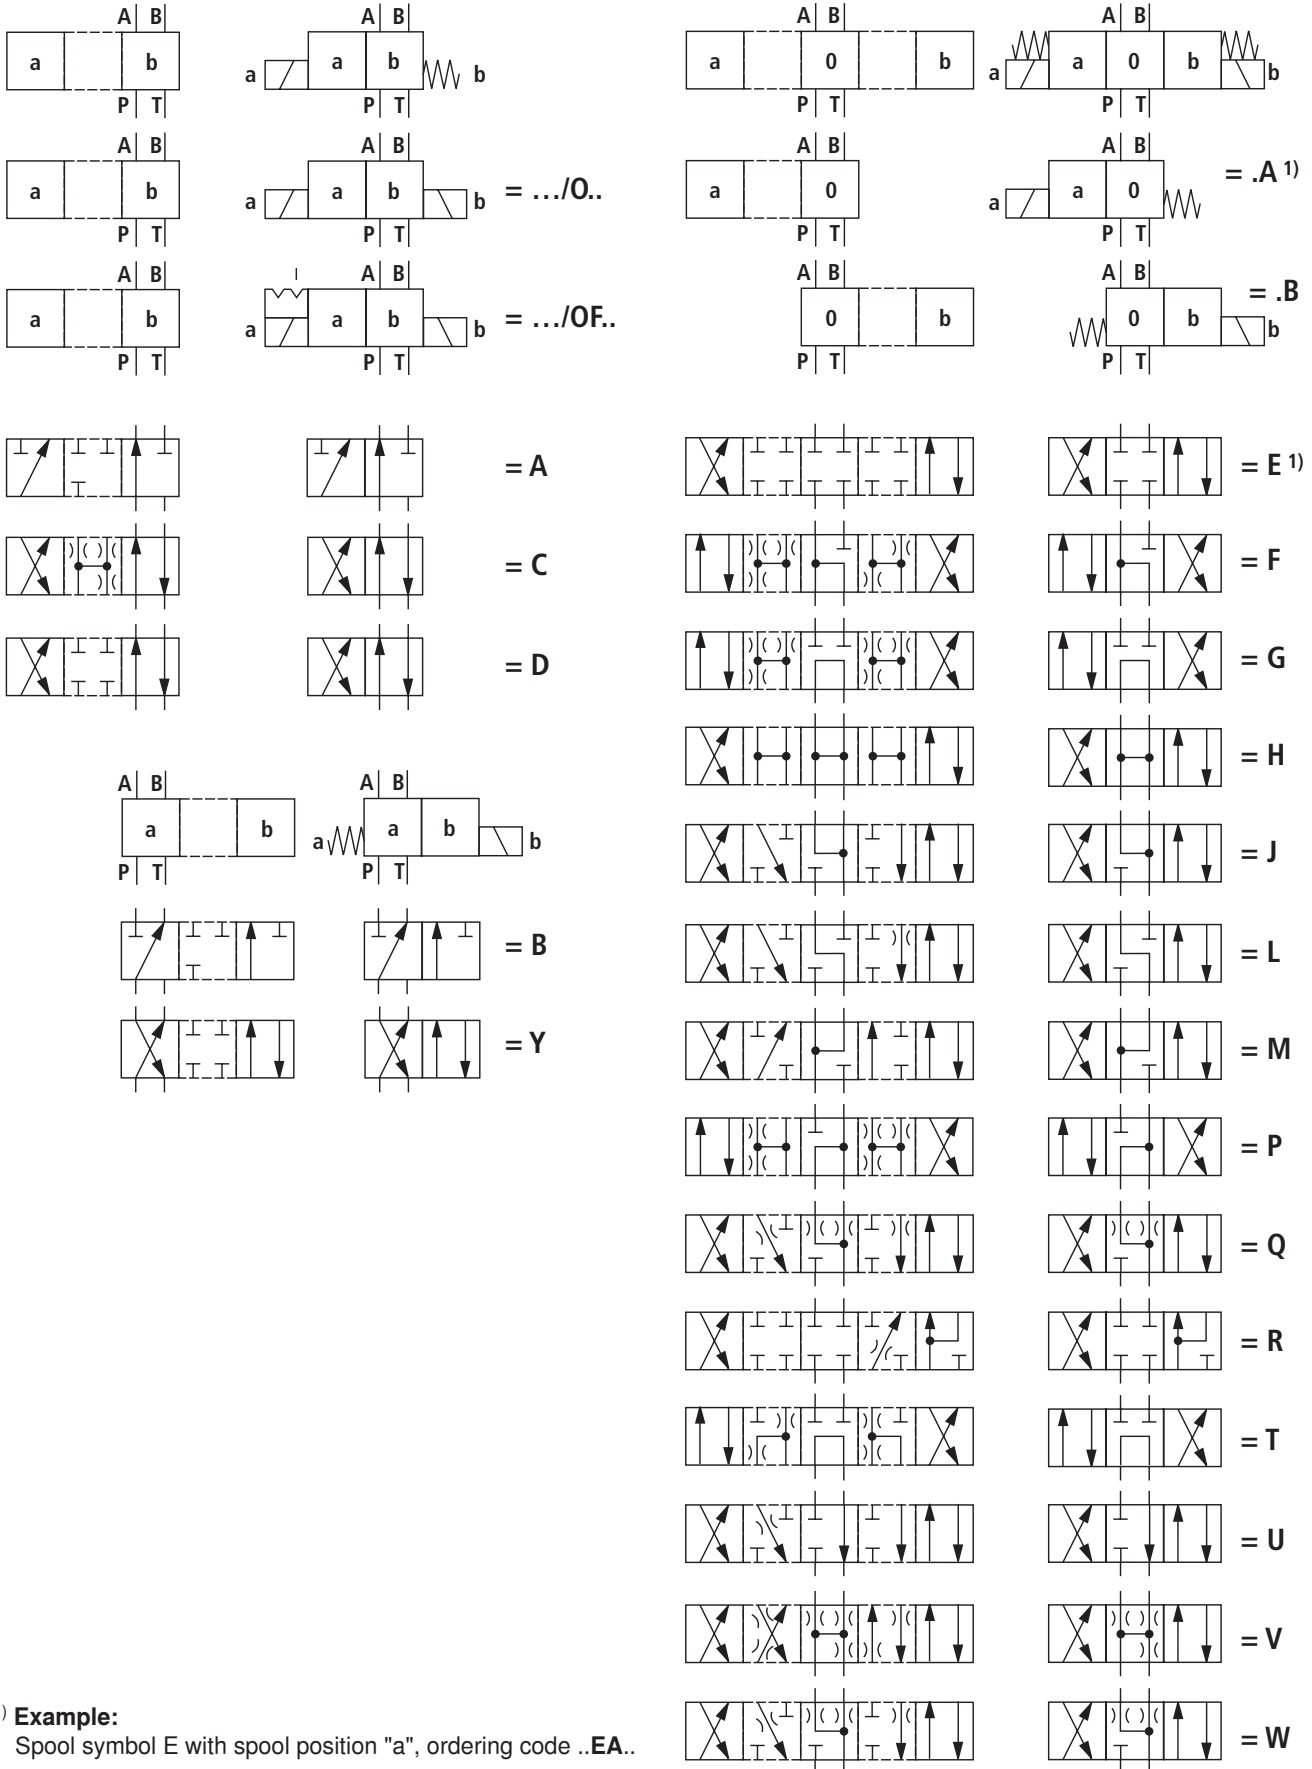 A B
a b
P T
A B
a a b b
P T
A B
a 0 b
P T
A B
a a 0 b b
P T
A B
a b
P T
A B
a a b b = .../O..
P T
A B
a 0
P T
A B
a a 0 = .A 1)
P T
A B
a b
P T
I
A B
a a b b = .../OF..
P T
A B
0 b
P T
A B
0 b b = .B
P T
= A
= C
= D
A B
a b
P T
A B
a a b b
P T
= B
= Y
= E 1)
= F
= G
= H
= J
= L
= M
= P
= Q
= R
= T
= U
= V
= W
) Example:
Spool symbol E with spool position "a", ordering code ..EA..